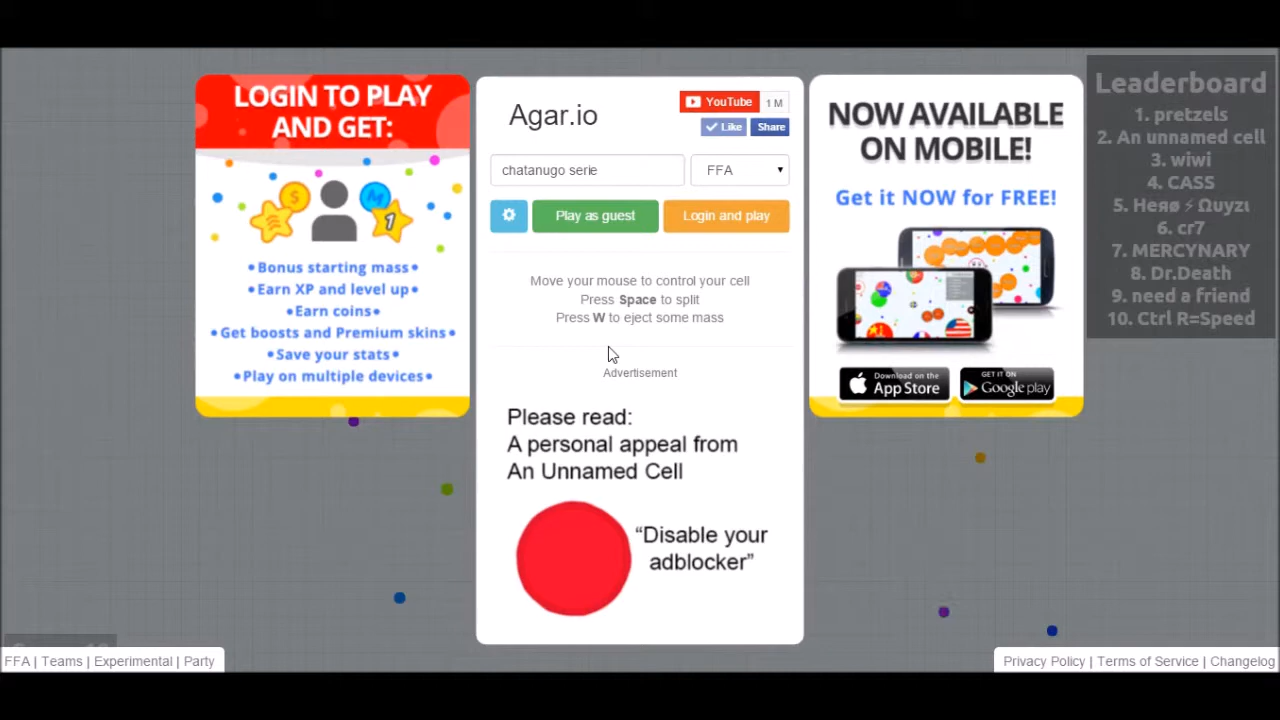 LOGIN TO PLAY
AND GET:
•Bonus starting mass•
•Earn XP and level up•
•Earn coins•
•Get boosts and Premium skins•
•Save your stats•
•Play on multiple devices•
Agar.io
YouTube 1 M
Like Share
chatanugo serie FFA
Play as guest Login and play
Move your mouse to control your cell
Press Space to split
Press W to eject some mass
Advertisement
Please read:
A personal appeal from
An Unnamed Cell
“Disable your
adblocker”
NOW AVAILABLE
ON MOBILE!
Get it NOW for FREE!
Download on the
App Store
GET IT ON
Google play
Leaderboard
1. pretzels
2. An unnamed cell
3. wiwi
4. CASS
5. Неяø ⚡ Ωυуzι
6. cr7
7. MERCYNARY
8. Dr.Death
9. need a friend
10. Ctrl R=Speed
FFA | Teams | Experimental | Party
Privacy Policy | Terms of Service | Changelog